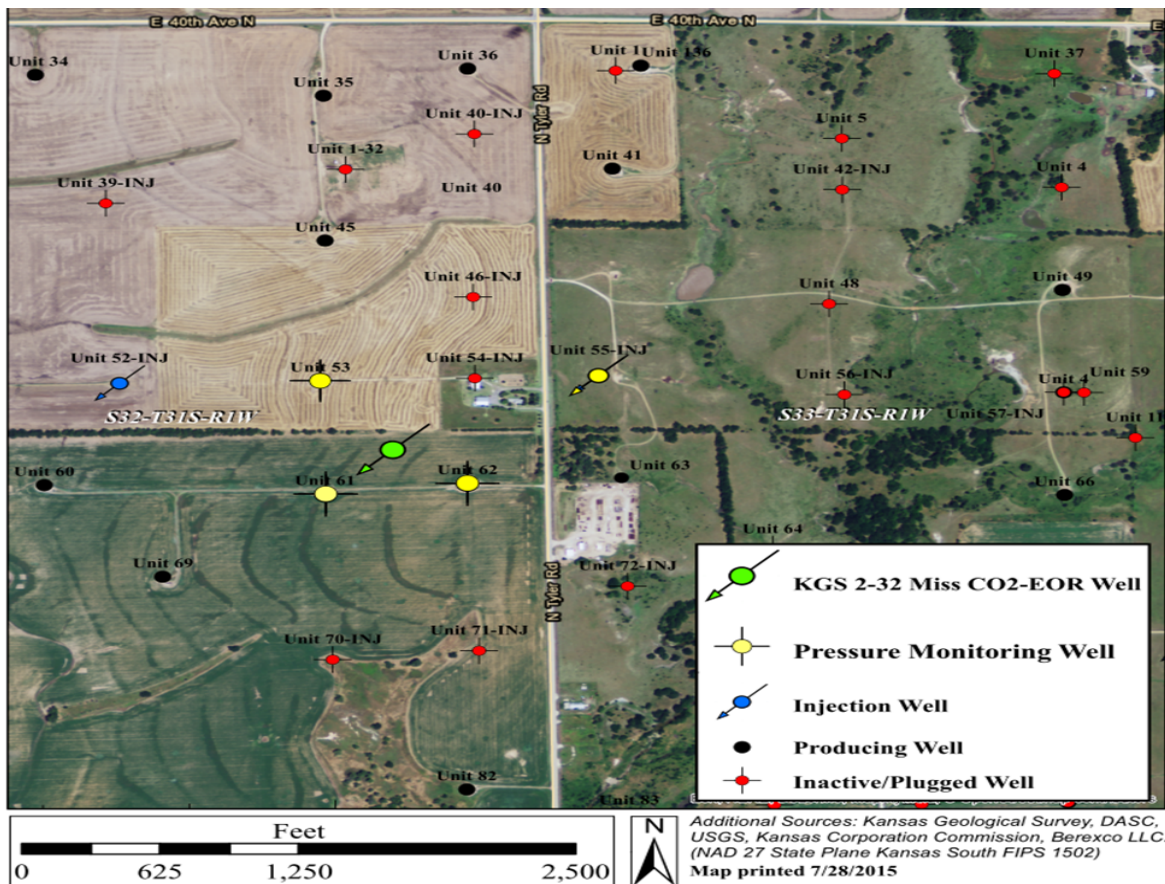 E 40th Ave N
E 40th Ave N
E
Unit 34
Unit 35
Unit 36
Unit 1
Unit 136
Unit 37
Unit 40-INJ
N Tyler Rd
Unit 5
Unit 1-32
Unit 41
Unit 42-INJ
Unit 4
Unit 39-INJ
Unit 40
Unit 45
Unit 46-INJ
Unit 48
Unit 49
Unit 52-INJ
Unit 53
Unit 54-INJ
Unit 55-INJ
Unit 56-INJ
Unit 4
Unit 59
S32-T31S-R1W
S33-T31S-R1W
Unit 57-INJ
Unit 11
Unit 60
Unit 61
Unit 62
Unit 63
Unit 66
Unit 64
Unit 69
N Tyler Rd
Unit 72-INJ
Unit 70-INJ
Unit 71-INJ
Unit 82
Unit 83
KGS 2-32 Miss CO2-EOR Well
Pressure Monitoring Well
Injection Well
Producing Well
Inactive/Plugged Well
Feet
0 625 1,250 2,500
N
Additional Sources: Kansas Geological Survey, DASC,
USGS, Kansas Corporation Commission, Berexco LLC.
(NAD 27 State Plane Kansas South FIPS 1502)
Map printed 7/28/2015